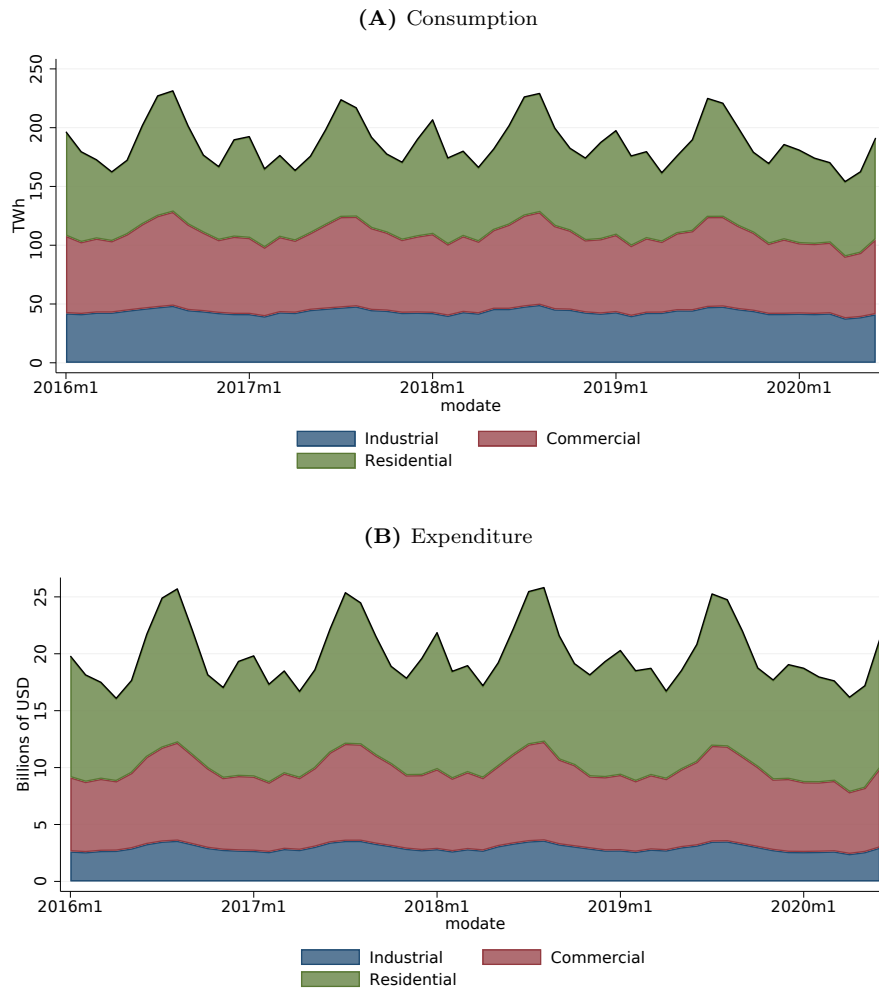 (A) Consumption
250
200
150
100
50
0
TWh
2016m1 2017m1 2018m1 2019m1 2020m1
modate
Industrial Commercial
Residential
(B) Expenditure
25
20
15
10
5
0
Billions of USD
2016m1 2017m1 2018m1 2019m1 2020m1
modate
Industrial Commercial
Residential